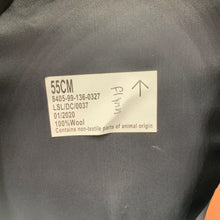 55CM
8405-99-136-0327
LSL/DC/0037
01/2020
100%Wool
Contains non-textile parts of animal origin